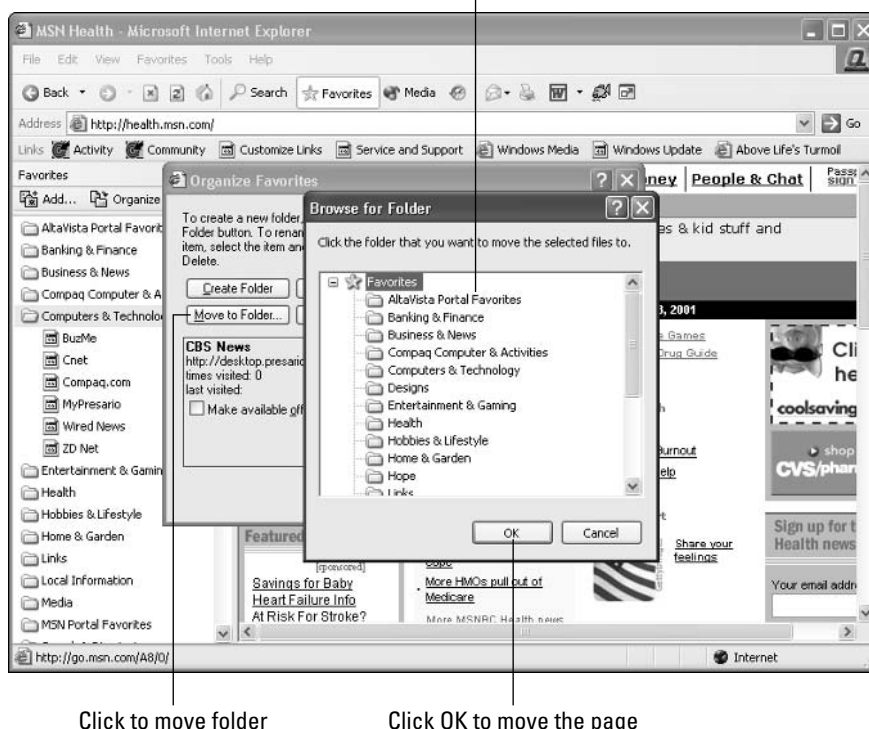 MSN Health - Microsoft Internet Explorer
File Edit View Favorites Tools Help
Back Search Favorites Media
Address http://health.msn.com/ Go
Links Activity Community Customize Links Service and Support Windows Media Windows Update Above Life's Turmoil
Favorites
Add... Organize
AltaVista Portal Favorit
Banking & Finance
Business & News
Compaq Computer & A
Computers & Technolo
BuzMe
Cnet
Compaq.com
MyPresario
Wired News
ZD Net
Entertainment & Gamin
Health
Hobbies & Lifestyle
Home & Garden
Links
Local Information
Media
MSN Portal Favorites
Organize Favorites
To create a new folder,
Folder button. To renam
item, select the item and
Delete.
Create Folder
Move to Folder...
CBS News
http://desktop.presario
times visited: 0
last visited:
Make available off
Browse for Folder
Click the folder that you want to move the selected files to.
Favorites
AltaVista Portal Favorites
Banking & Finance
Business & News
Compaq Computer & Activities
Computers & Technology
Designs
Entertainment & Gaming
Health
Hobbies & Lifestyle
Home & Garden
Hope
Links
OK Cancel
ney People & Chat Pass
sign
es & kid stuff and
3, 2001
e Games
Drug Guide
h
Burnout
elp
rt
Share your
feelings
Cli
he
coolsaving
shop
CVS/phar
Sign up for t
Health news
Your email addr
Featured
[sponsored]
Savings for Baby
Heart Failure Info
At Risk For Stroke?
cope
More HMOs pull out of
Medicare
More MSNBC Health news
http://go.msn.com/A8/0/ Internet
Click to move folder Click OK to move the page